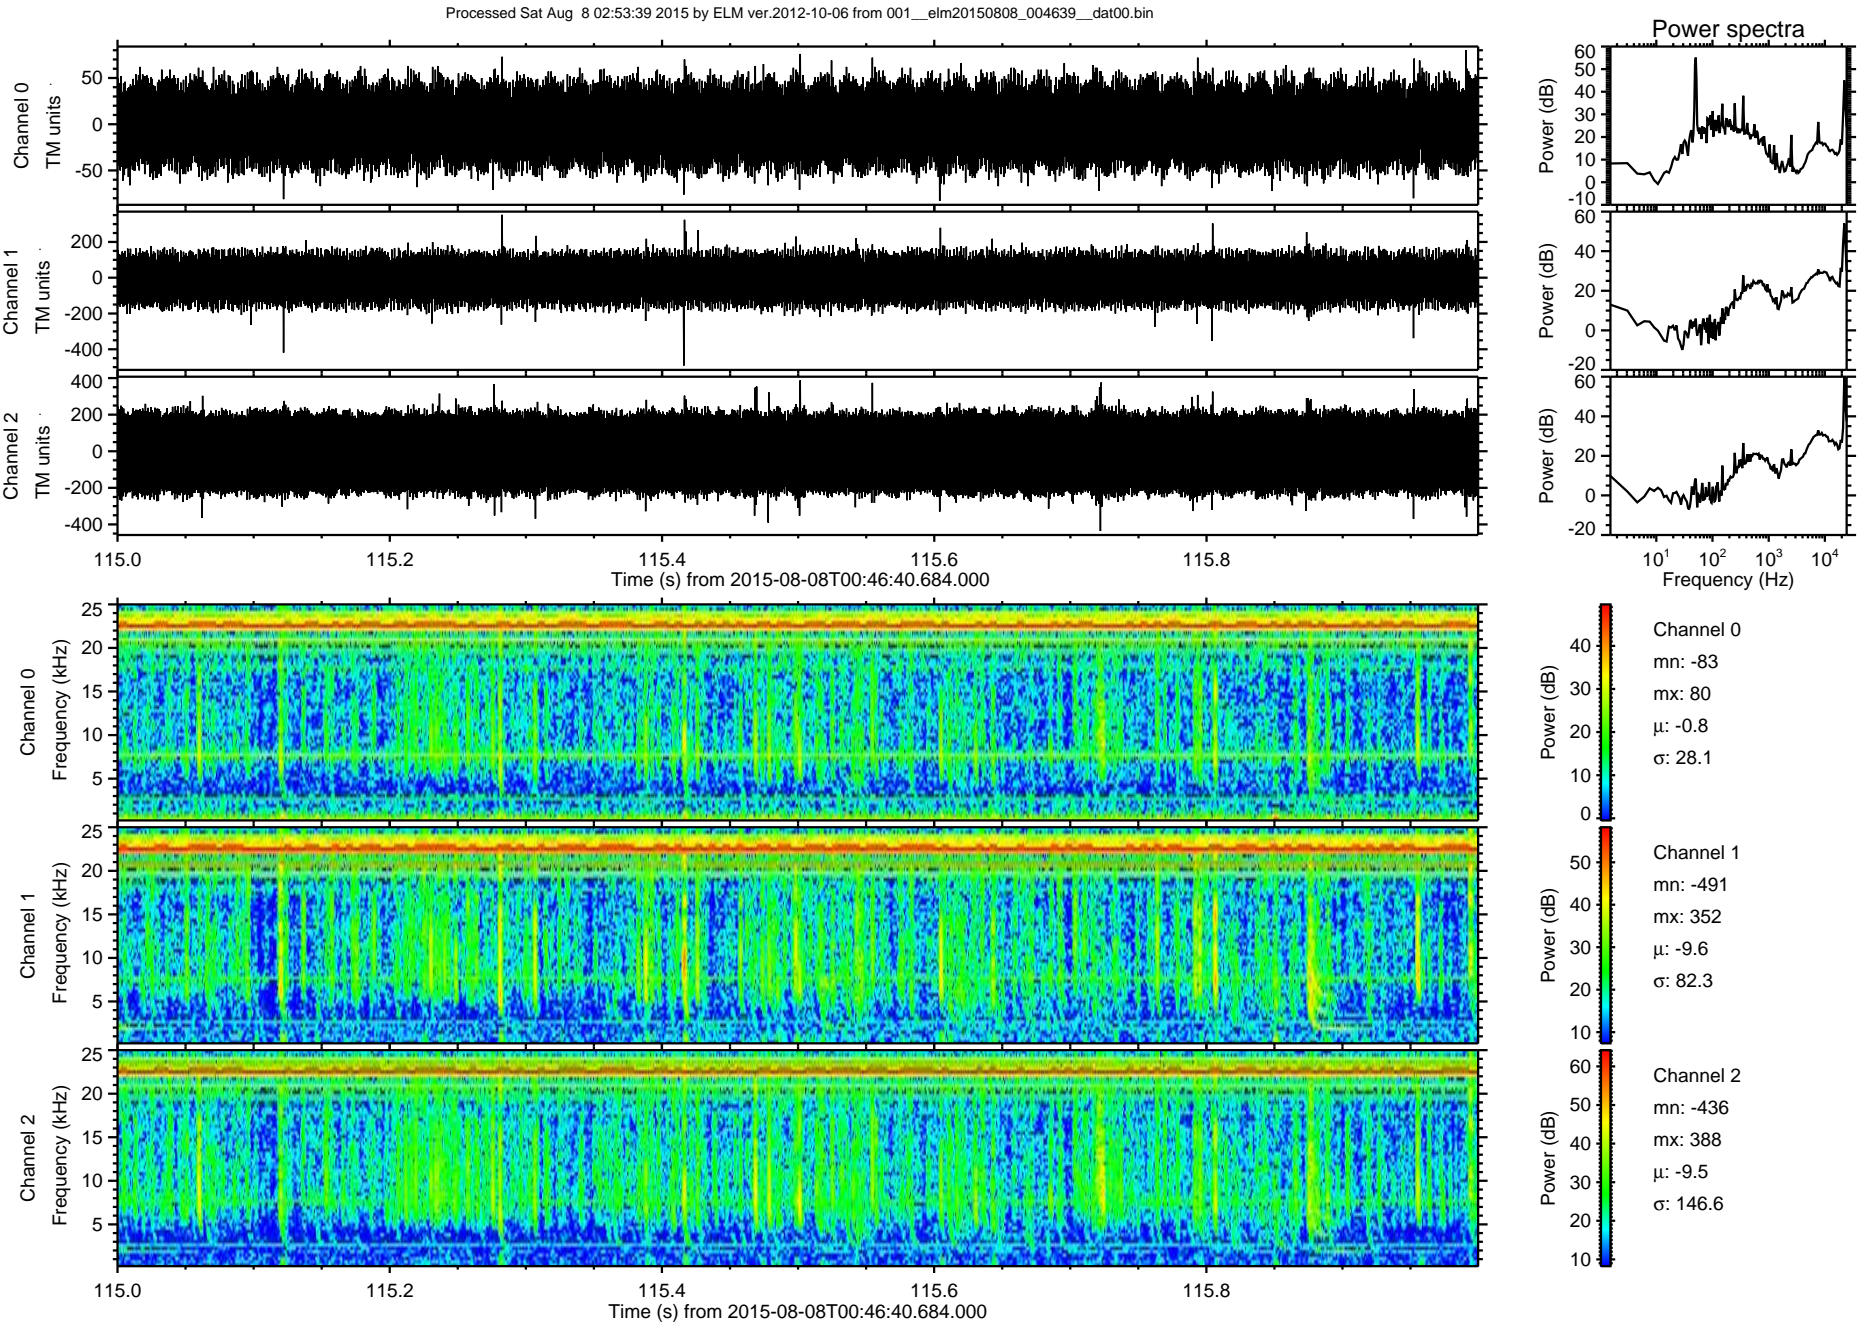 Processed Sat Aug  8 02:53:39 2015 by ELM ver.2012-10-06 from 001__elm20150808_004639__dat00.bin
Power spectra
Channel 0
TM units
50
0
-50
Power (dB)
60
50
40
30
20
10
0
-10
Channel 1
TM units
200
0
-200
-400
Power (dB)
60
40
20
0
-20
Channel 2
TM units
400
200
0
-200
-400
Power (dB)
60
40
20
0
-20
115.0 115.2 115.4 115.6 115.8
Time (s) from 2015-08-08T00:46:40.684.000
10¹ 10² 10³ 10⁴
Frequency (Hz)
Channel 0
Frequency (kHz)
25
20
15
10
5
Power (dB)
40
30
20
10
0
Channel 0
mn: -83
mx: 80
μ: -0.8
σ: 28.1
Channel 1
Frequency (kHz)
25
20
15
10
5
Power (dB)
50
40
30
20
10
Channel 1
mn: -491
mx: 352
μ: -9.6
σ: 82.3
Channel 2
Frequency (kHz)
25
20
15
10
5
Power (dB)
60
50
40
30
20
10
Channel 2
mn: -436
mx: 388
μ: -9.5
σ: 146.6
115.0 115.2 115.4 115.6 115.8
Time (s) from 2015-08-08T00:46:40.684.000